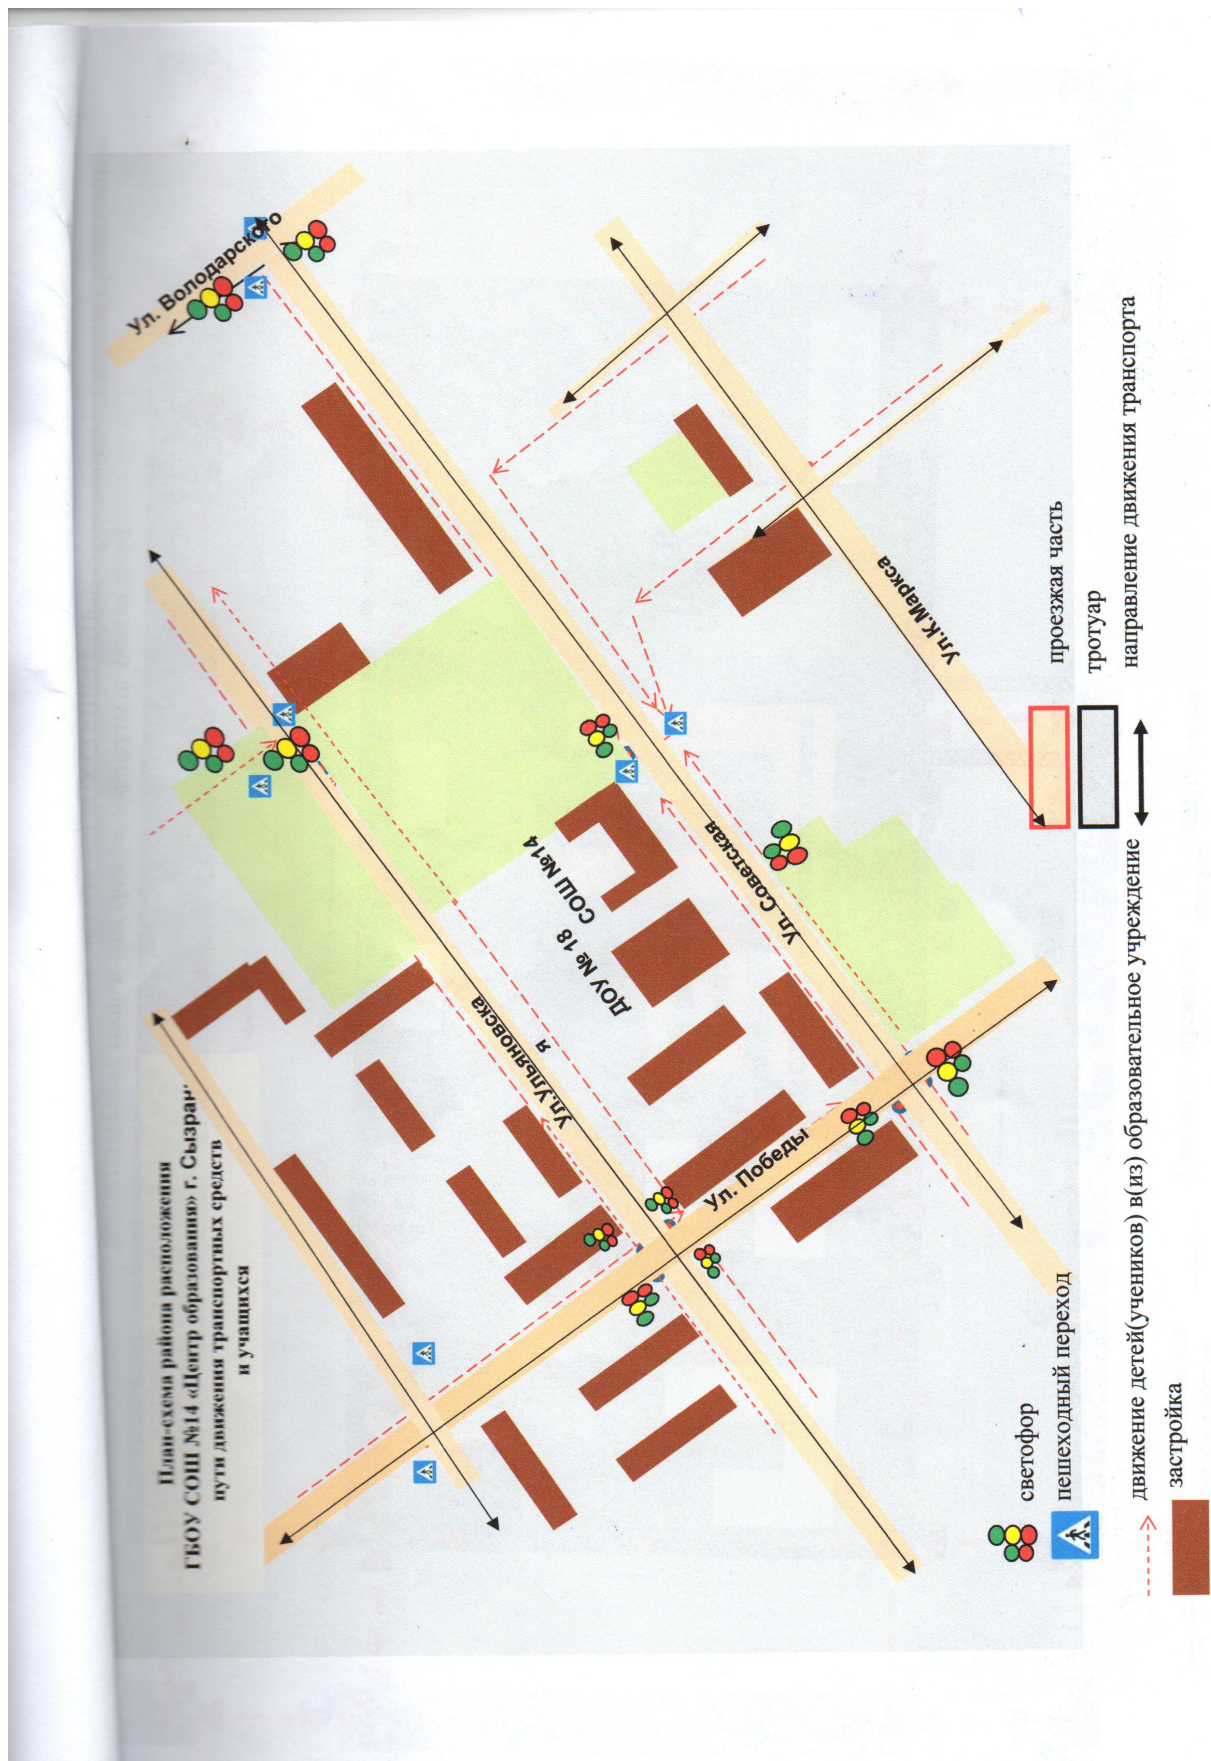 План-схема района расположения
ГБОУ СОШ №14 «Центр образования» г. Сызран
пути движения транспортных средств
и учащихся
Ул. Володарского
Ул.Ульяновска
я
СОШ №14
ДОУ № 18
Ул. Советская
Ул. Победы
Ул.К.Маркса
светофор
пешеходный переход
движение детей(учеников) в(из) образовательное учреждение
застройка
проезжая часть
тротуар
направление движения транспорта